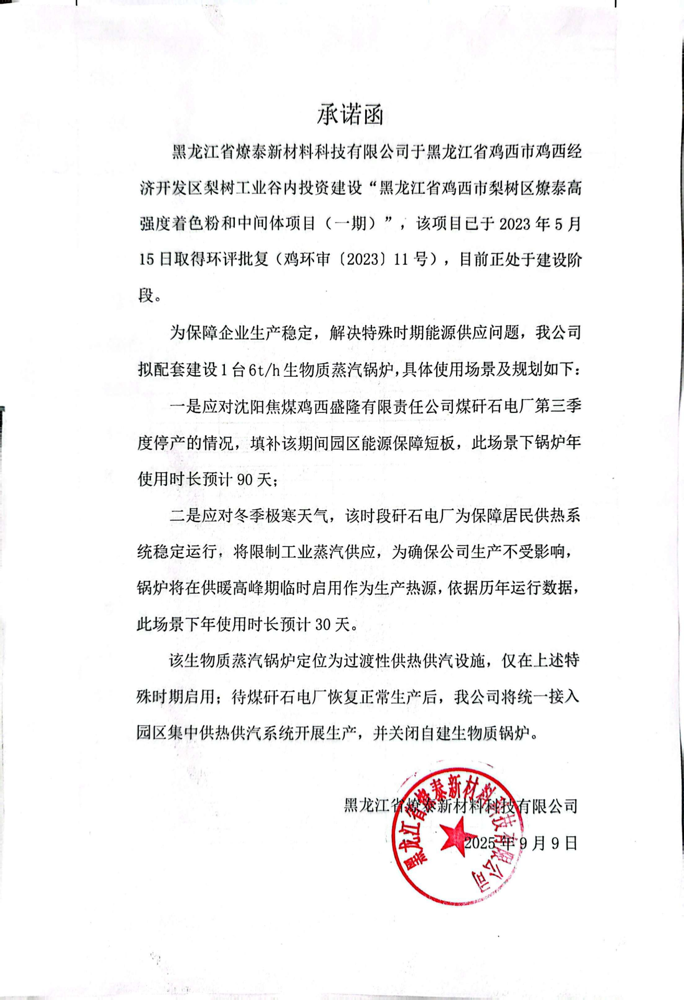 承诺函
黑龙江省燎泰新材料科技有限公司于黑龙江省鸡西市鸡西经
济开发区梨树工业谷内投资建设“黑龙江省鸡西市梨树区燎泰高
强度着色粉和中间体项目（一期）”，该项目已于 2023 年 5 月
15 日取得环评批复（鸡环审〔2023〕11 号），目前正处于建设阶
段。
为保障企业生产稳定，解决特殊时期能源供应问题，我公司
拟配套建设 1 台 6t/h 生物质蒸汽锅炉，具体使用场景及规划如下：
一是应对沈阳焦煤鸡西盛隆有限责任公司煤矸石电厂第三季
度停产的情况，填补该期间园区能源保障短板，此场景下锅炉年
使用时长预计 90 天；
二是应对冬季极寒天气，该时段矸石电厂为保障居民供热系
统稳定运行，将限制工业蒸汽供应，为确保公司生产不受影响，
锅炉将在供暖高峰期临时启用作为生产热源，依据历年运行数据，
此场景下年使用时长预计 30 天。
该生物质蒸汽锅炉定位为过渡性供热供汽设施，仅在上述特
殊时期启用；待煤矸石电厂恢复正常生产后，我公司将统一接入
园区集中供热供汽系统开展生产，并关闭自建生物质锅炉。
黑龙江省燎泰新材料科技有限公司
2025 年 9 月 9 日
黑龙江省燎泰新材料科技有限公司